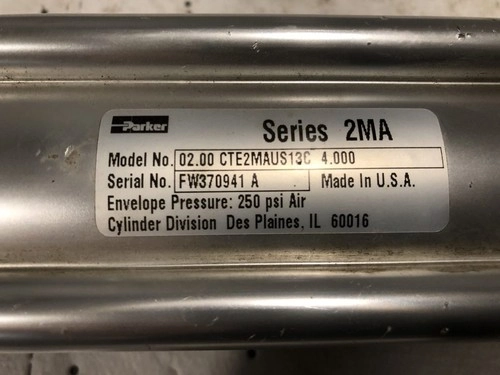 Parker Series 2MA
Model No. 02.00 CTE2MAUS13C 4.000
Serial No. FW370941 A Made In U.S.A.
Envelope Pressure: 250 psi Air
Cylinder Division Des Plaines, IL 60016